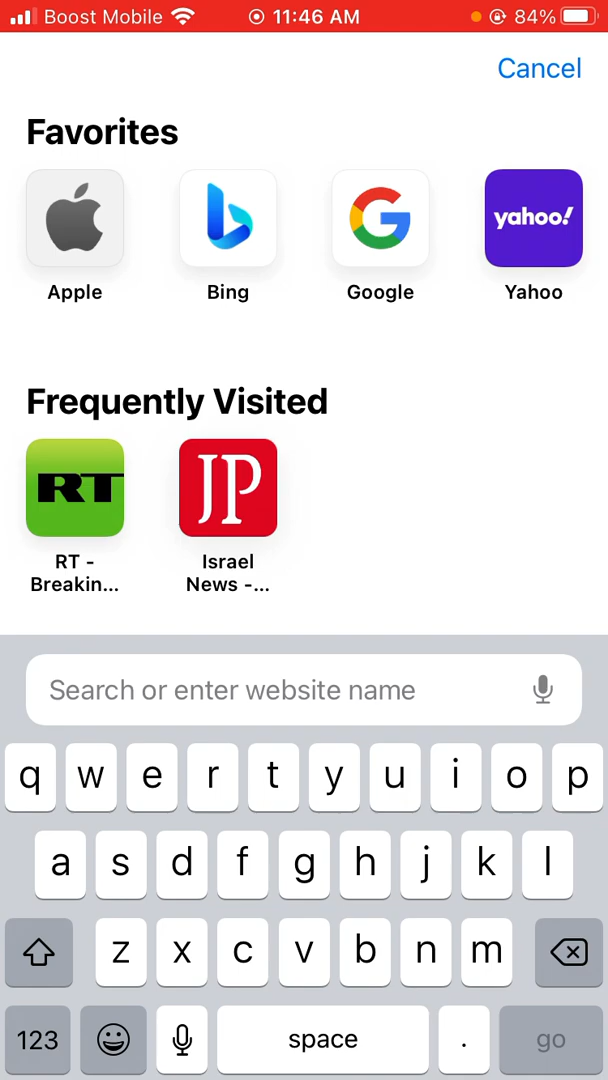 Boost Mobile 11:46 AM 84%
Cancel
Favorites
yahoo!
Apple Bing Google Yahoo
Frequently Visited
RT JP
RT - Israel
Breakin... News -...
Search or enter website name
q w e r t y u i o p
a s d f g h j k l
z x c v b n m
123 space . go